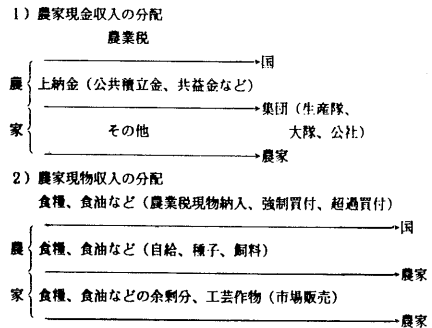 1）農家現金収入の分配
農業税
国
農 上納金（公共積立金、共益金など）
集団（生産隊、
家 その他 大隊、公社）
農家
2）農家現物収入の分配
食糧、食油など（農業税現物納入、強制買付、超過買付）
国
農 食糧、食油など（自給、種子、飼料）
農家
家 食糧、食油などの余剰分、工芸作物（市場販売）
農家